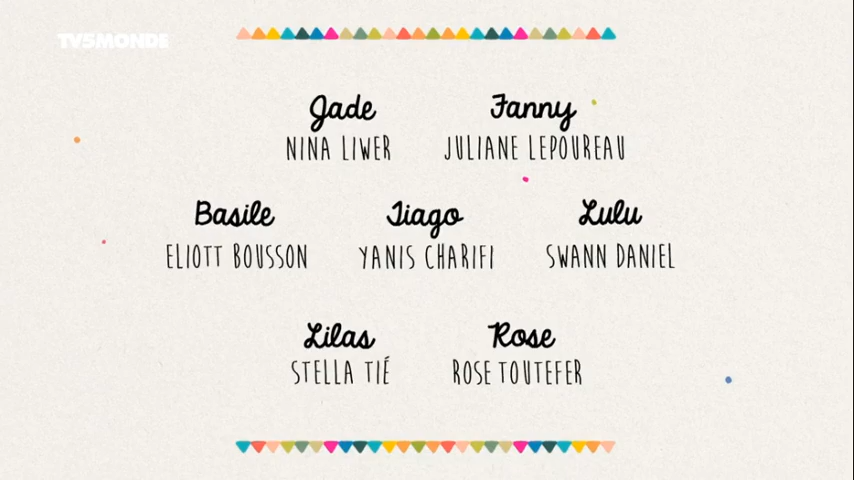 TV5MONDE
Jade Fanny
NINA LIWER JULIANE LEPOUREAU
Basile Tiago Lulu
ELIOTT BOUSSON YANIS CHARIFI SWANN DANIEL
Lilas Rose
STELLA TIÉ ROSE TOUTEFER